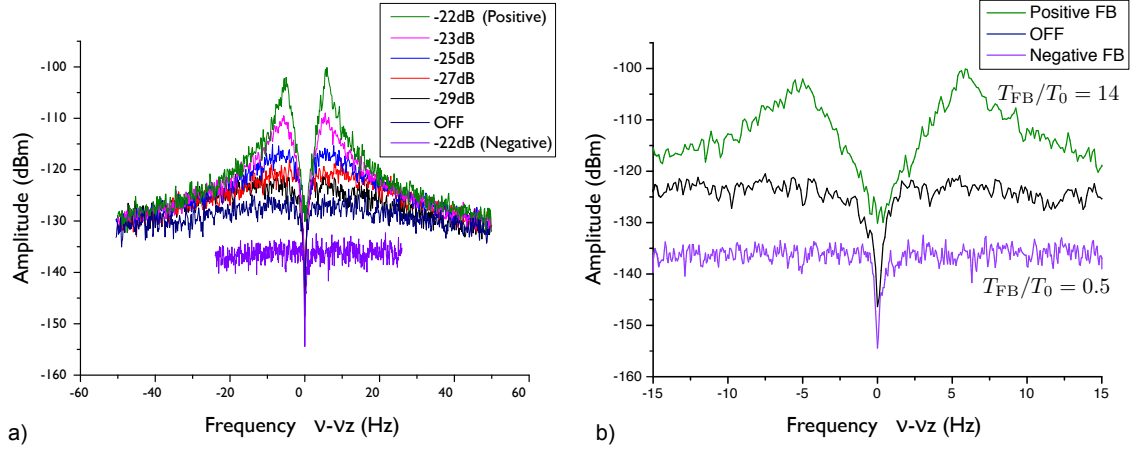 -22dB (Positive)
-23dB
-25dB
-27dB
-29dB
OFF
-22dB (Negative)
-100
-110
-120
-130
-137
-150
-160
Amplitude (dBm)
-60
-40
-20
0
20
40
60
Frequency ν-νz (Hz)
a)
Positive FB
OFF
Negative FB
T_FB/T_0 = 14
T_FB/T_0 = 0.5
-100
-110
-120
-130
-137
-150
-160
Amplitude (dBm)
-15
-10
-5
0
5
10
15
Frequency ν-νz (Hz)
b)